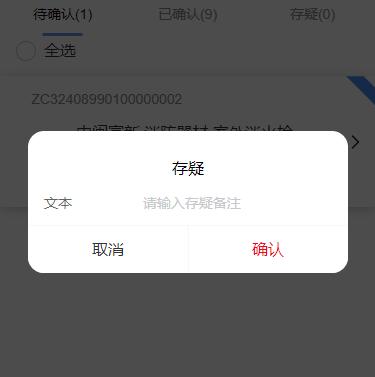 待确认(1) 已确认(9) 存疑(0)
全选
ZC32408990100000002
存疑
文本 请输入存疑备注
取消 确认